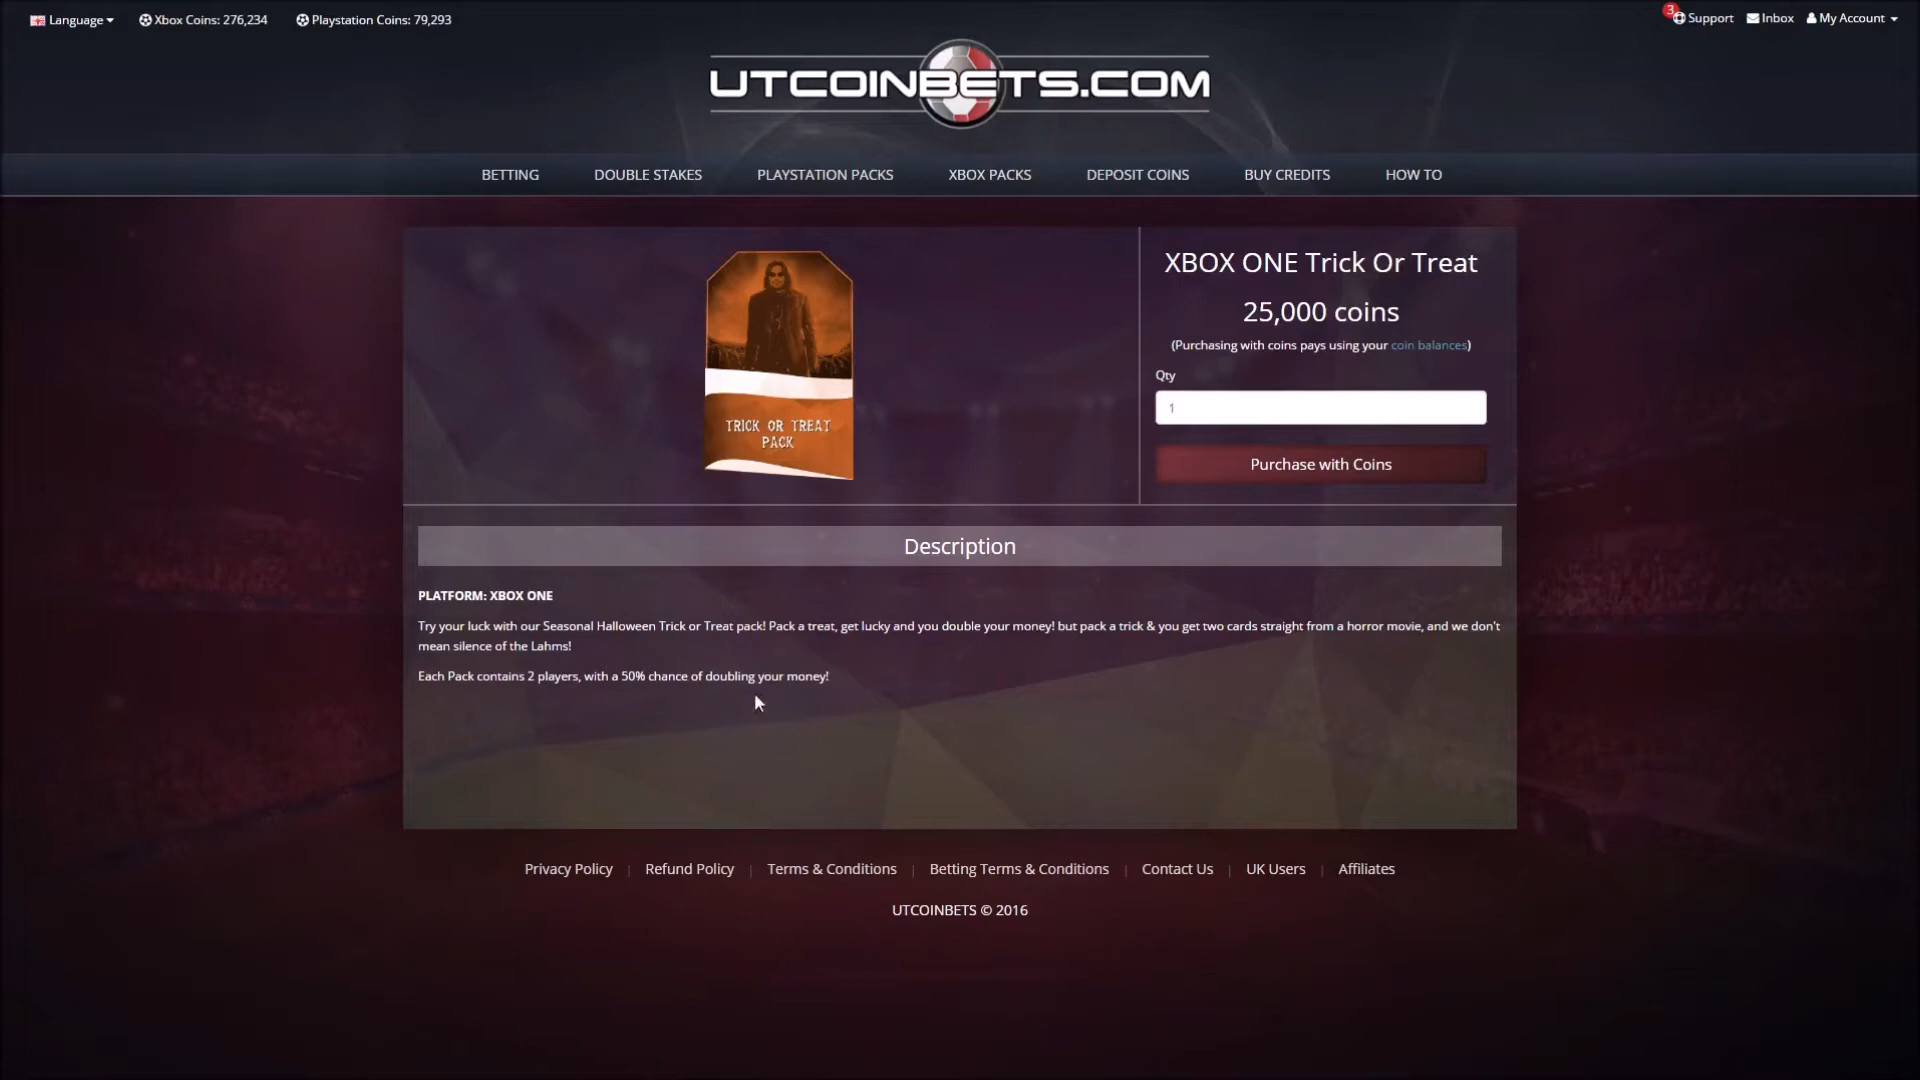 Language
Xbox Coins: 276,234
Playstation Coins: 79,293
3
Support
Inbox
My Account
UTCOINBETS.COM
BETTING
DOUBLE STAKES
PLAYSTATION PACKS
XBOX PACKS
DEPOSIT COINS
BUY CREDITS
HOW TO
TRICK OR TREAT
PACK
XBOX ONE Trick Or Treat
25,000 coins
(Purchasing with coins pays using your coin balances)
Qty
1
Purchase with Coins
Description
PLATFORM: XBOX ONE
Try your luck with our Seasonal Halloween Trick or Treat pack! Pack a treat, get lucky and you double your money! but pack a trick & you get two cards straight from a horror movie, and we don't
mean silence of the Lahms!
Each Pack contains 2 players, with a 50% chance of doubling your money!
Privacy Policy
Refund Policy
Terms & Conditions
Betting Terms & Conditions
Contact Us
UK Users
Affiliates
UTCOINBETS © 2016